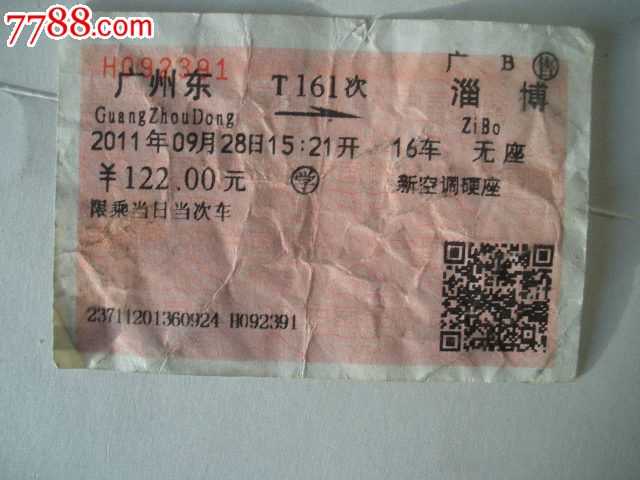 7788.com
H092391
广 B 售
广州东 T161次 淄博
GuangZhouDong ZiBo
2011年09月28日15:21开 16车 无座
￥122.00元 学 新空调硬座
限乘当日当次车
23711201360924 H092391